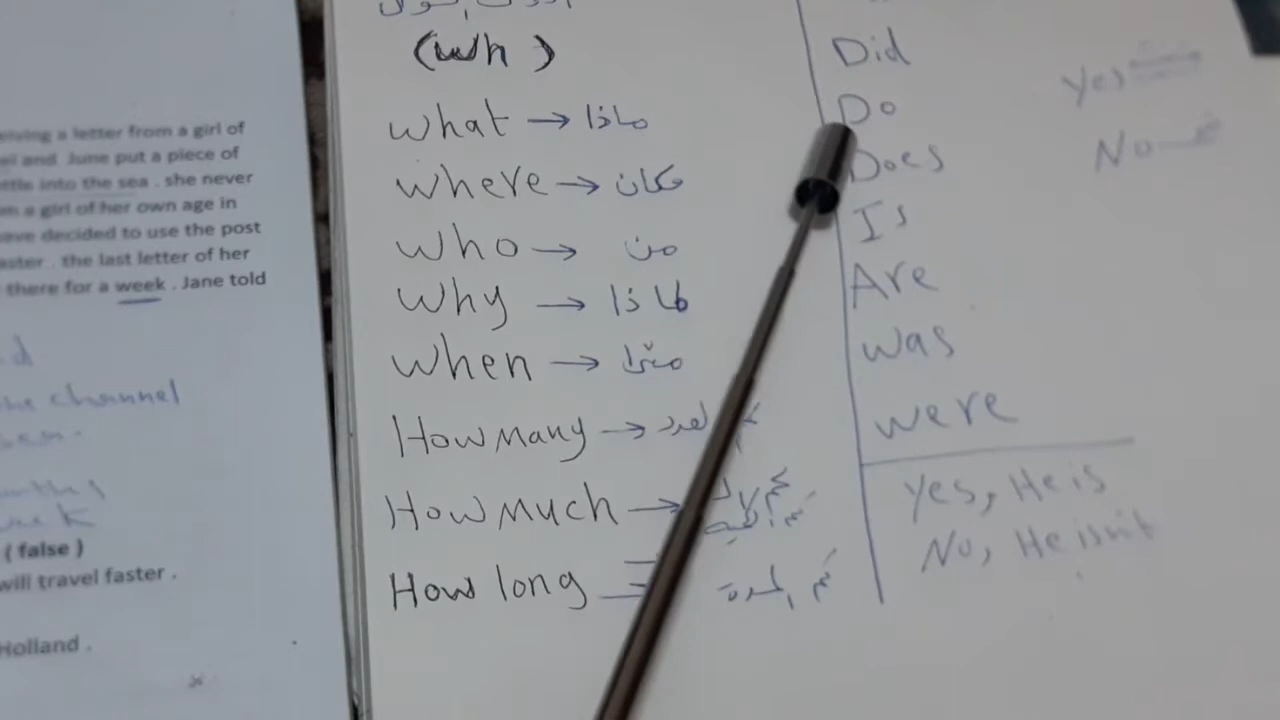 eiving a letter from a girl of
el and June put a piece of
ttle into the sea . she never
m a girl of her own age in
ave decided to use the post
aster . the last letter of her
there for a week . Jane told
d
channel
( false )
will travel faster .
Holland .
(Wh)
What → ماذا
Where → مكان
Who → من
Why → لماذا
When → متى
How many → العدد
How much →
How long كم المدة
Did
Do
Does
Is
Are
was
were
Yes
No
Yes, He is
No, He isn't